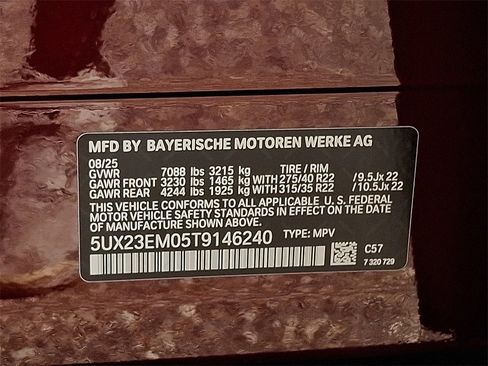 MFD BY BAYERISCHE MOTOREN WERKE AG
08/25
GVWR 7088 lbs 3215 kg TIRE / RIM
GAWR FRONT 3230 lbs 1465 kg WITH 275/40 R22 / 9.5Jx 22
GAWR REAR 4244 lbs 1925 kg WITH 315/35 R22 / 10.5Jx 22
THIS VEHICLE CONFORMS TO ALL APPLICABLE U. S. FEDERAL
MOTOR VEHICLE SAFETY STANDARDS IN EFFECT ON THE DATE
OF MANUFACTURE SHOWN ABOVE.
5UX23EM05T9146240 TYPE: MPV
C57
7 320 729